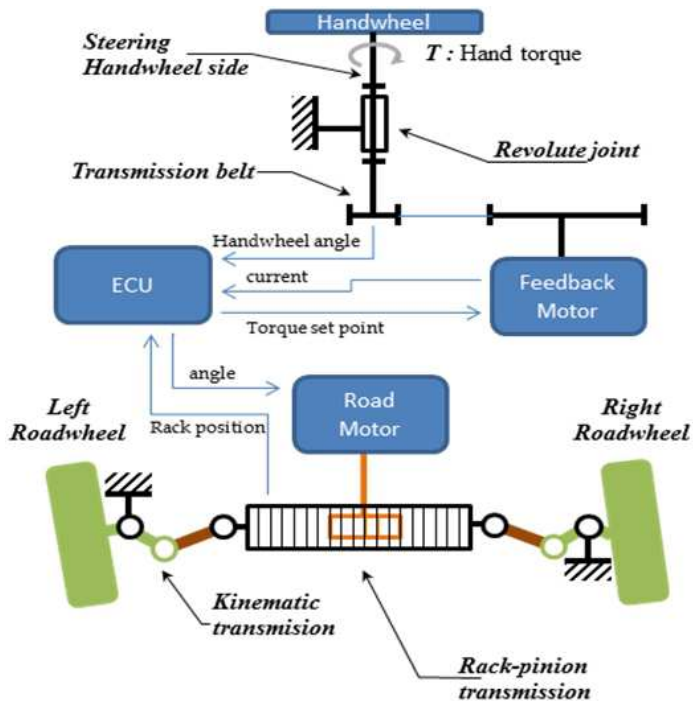 Handwheel
Steering
Handwheel side
T : Hand torque
Revolute joint
Transmission belt
Handwheel angle
ECU
current
Feedback
Motor
Torque set point
angle
Left
Roadwheel
Rack position
Road
Motor
Right
Roadwheel
Kinematic
transmision
Rack-pinion
transmission